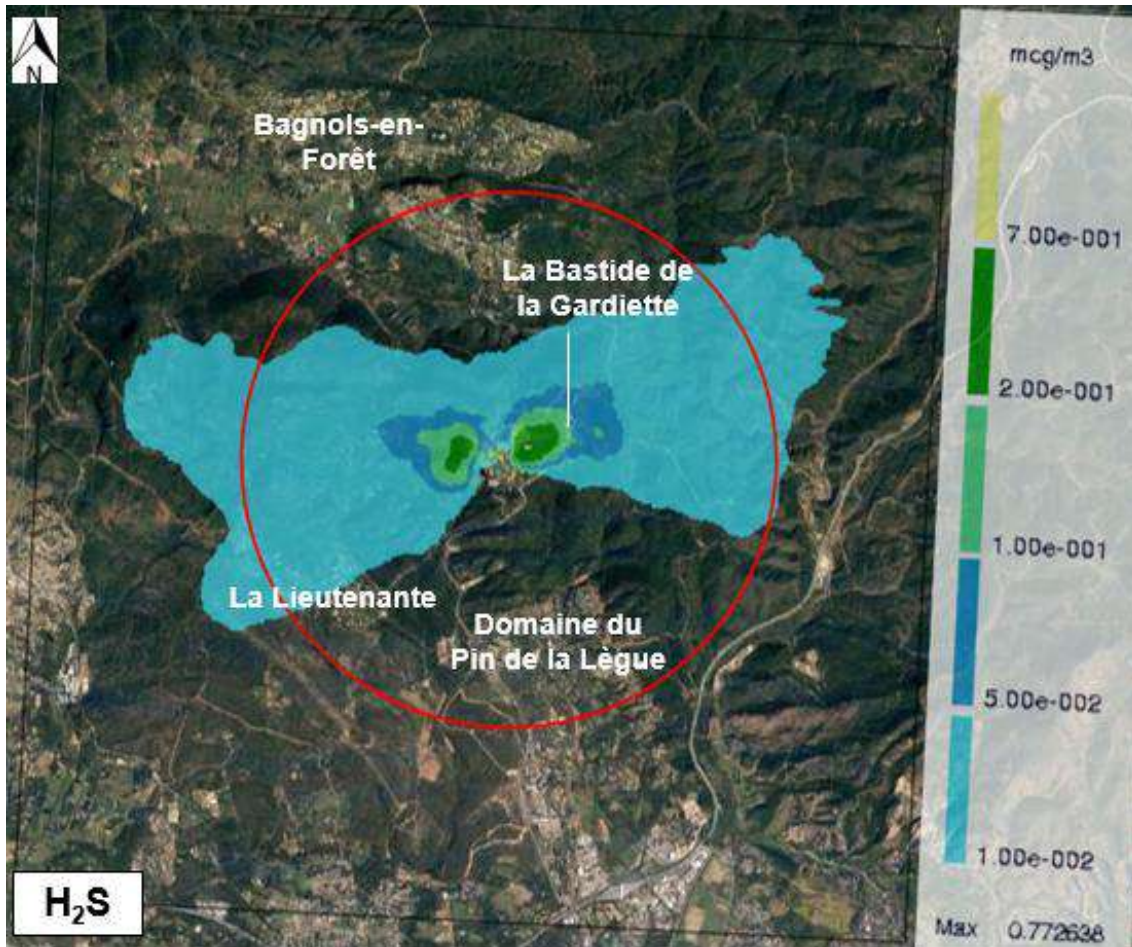 N
mcg/m3
Bagnols-en-
Forêt
7.00e-001
La Bastide de
la Gardiette
2.00e-001
1.00e-001
La Lieutenante
Domaine du
Pin de la Lègue
5.00e-002
1.00e-002
H₂S
Max 0.772638